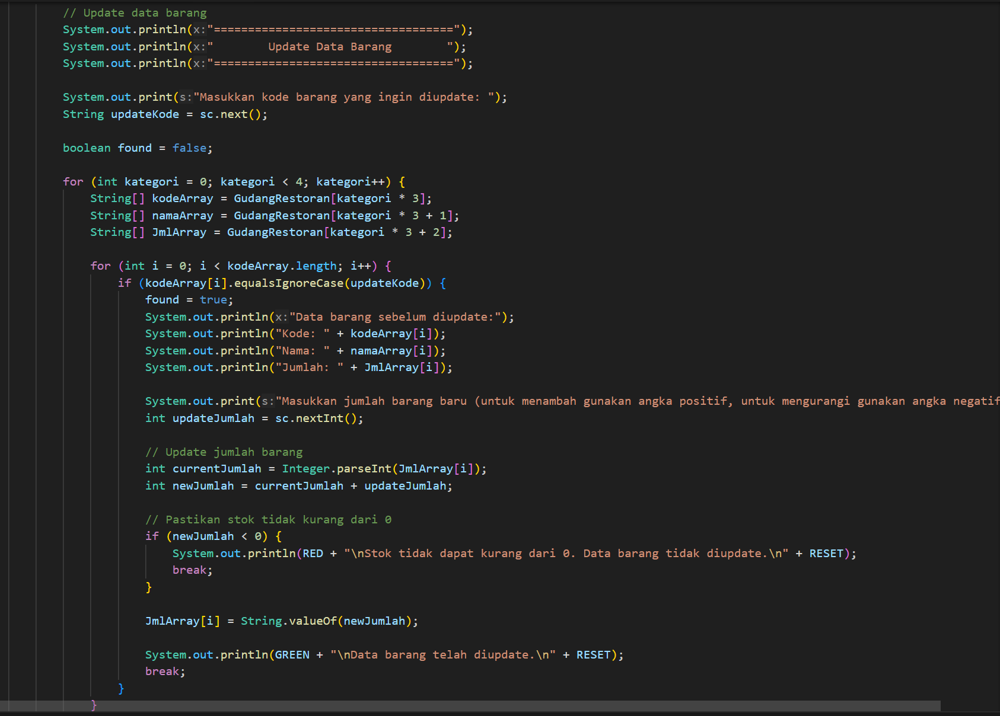 // Update data barang
System.out.println(x:"===================================");
System.out.println(x:"        Update Data Barang        ");
System.out.println(x:"===================================");
System.out.print(s:"Masukkan kode barang yang ingin diupdate: ");
String updateKode = sc.next();
boolean found = false;
for (int kategori = 0; kategori < 4; kategori++) {
String[] kodeArray = GudangRestoran[kategori * 3];
String[] namaArray = GudangRestoran[kategori * 3 + 1];
String[] JmlArray = GudangRestoran[kategori * 3 + 2];
for (int i = 0; i < kodeArray.length; i++) {
if (kodeArray[i].equalsIgnoreCase(updateKode)) {
found = true;
System.out.println(x:"Data barang sebelum diupdate:");
System.out.println("Kode: " + kodeArray[i]);
System.out.println("Nama: " + namaArray[i]);
System.out.println("Jumlah: " + JmlArray[i]);
System.out.print(s:"Masukkan jumlah barang baru (untuk menambah gunakan angka positif, untuk mengurangi gunakan angka negatif
int updateJumlah = sc.nextInt();
// Update jumlah barang
int currentJumlah = Integer.parseInt(JmlArray[i]);
int newJumlah = currentJumlah + updateJumlah;
// Pastikan stok tidak kurang dari 0
if (newJumlah < 0) {
System.out.println(RED + "\nStok tidak dapat kurang dari 0. Data barang tidak diupdate.\n" + RESET);
break;
}
JmlArray[i] = String.valueOf(newJumlah);
System.out.println(GREEN + "\nData barang telah diupdate.\n" + RESET);
break;
}
}